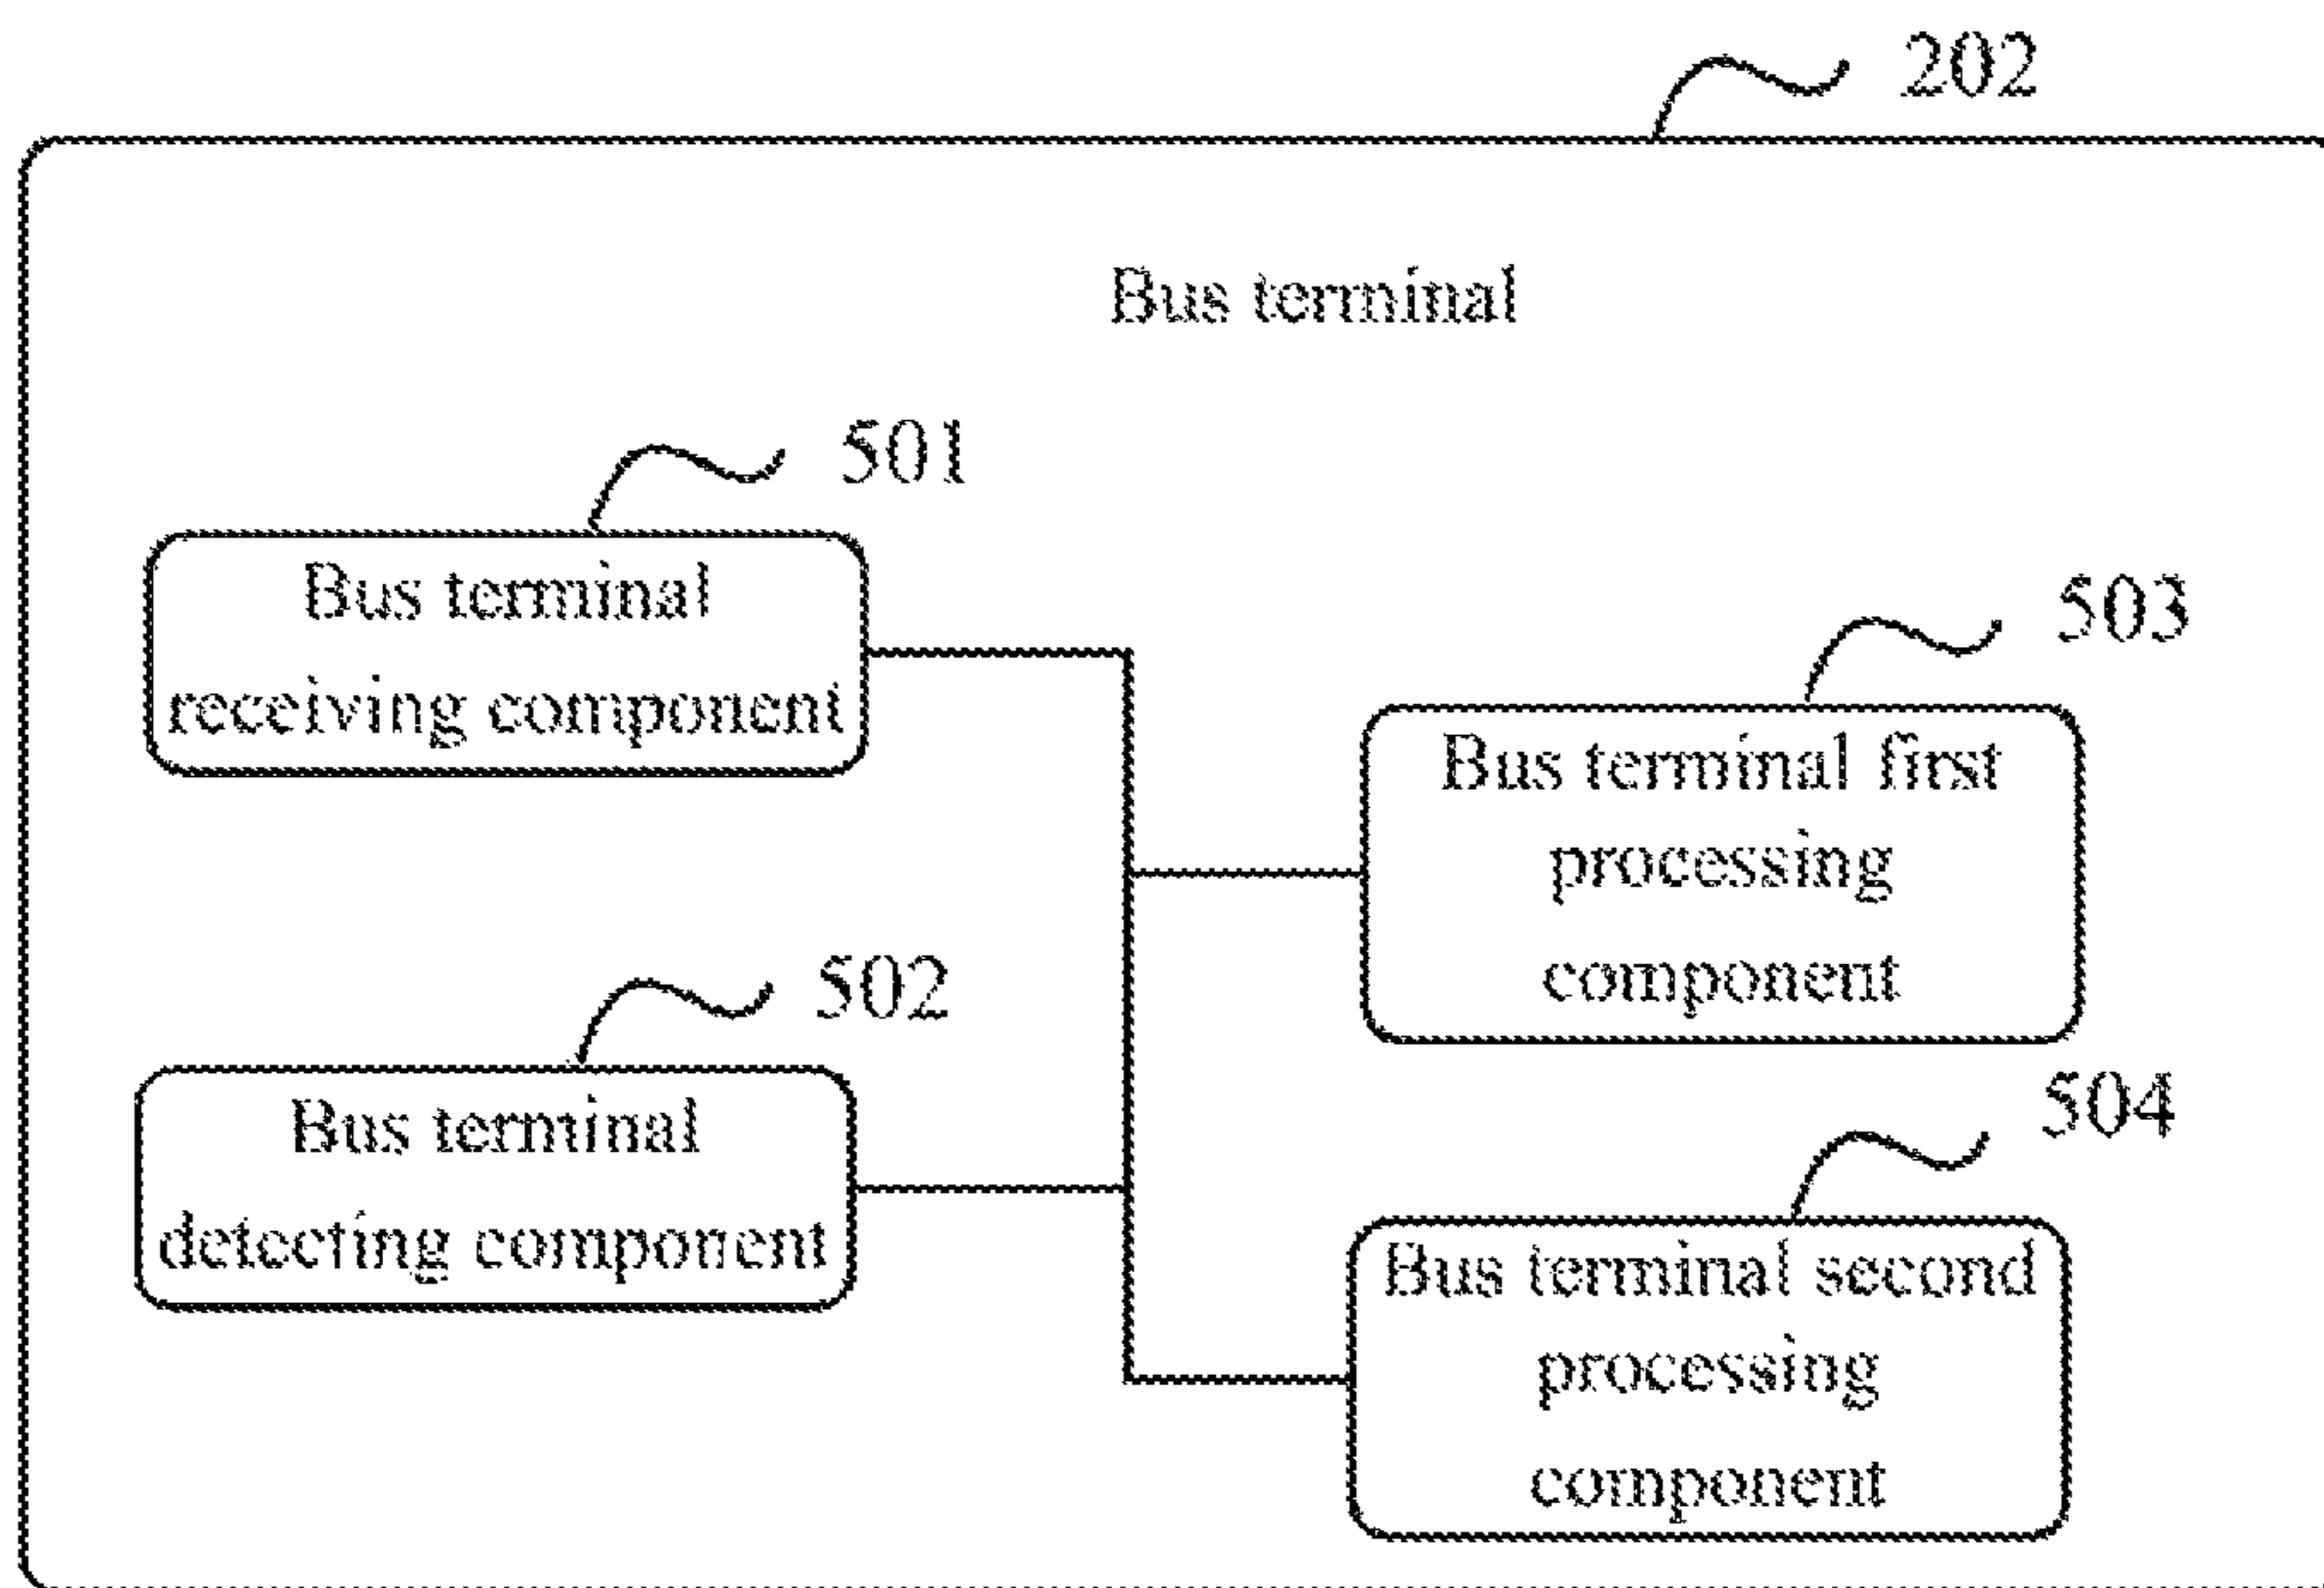 202
Bus terminal
501
Bus terminal
receiving component
503
Bus terminal first
processing
component
502
Bus terminal
detecting component
504
Bus terminal second
processing
component